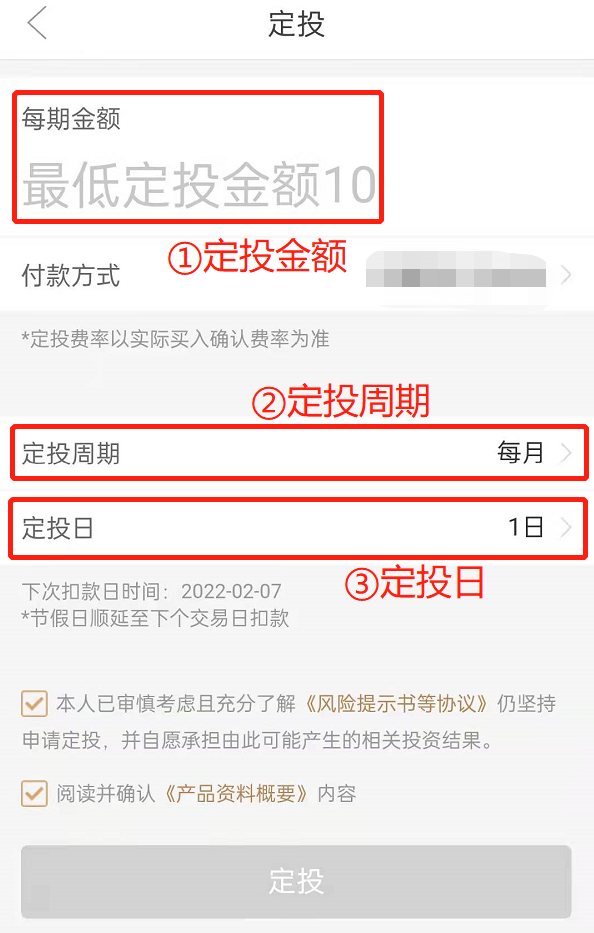 定投
每期金额
最低定投金额10
①定投金额
付款方式
*定投费率以实际买入确认费率为准
②定投周期
定投周期 每月
定投日 1日
③定投日
下次扣款日时间：2022-02-07
*节假日顺延至下个交易日扣款
本人已审慎考虑且充分了解《风险提示书等协议》仍坚持
申请定投，并自愿承担由此可能产生的相关投资结果。
阅读并确认《产品资料概要》内容
定投